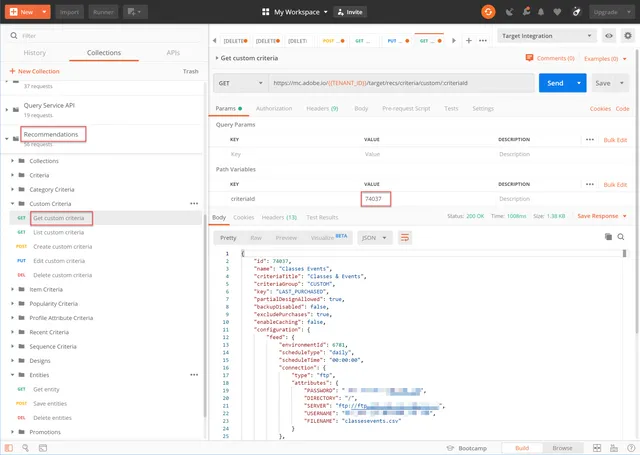 New
Import
Runner
My Workspace
Invite
Upgrade
Filter
History
Collections
APIs
New Collection
Trash
37 requests
Query Service API
19 requests
Recommendations
56 requests
Collections
Criteria
Category Criteria
Custom Criteria
GET Get custom criteria
GET List custom criteria
POST Create custom criteria
PUT Edit custom criteria
DEL Delete custom criteria
Item Criteria
Popularity Criteria
Profile Attribute Criteria
Recent Criteria
Sequence Criteria
Designs
Entities
GET Get entity
POST Save entities
DEL Delete entities
Promotions
[DELETE
[DELET
[DELET
POST
GET
PUT
GET
Target Integration
Get custom criteria
Comments (0)
Examples (0)
GET
https://mc.adobe.io/{{TENANT_ID}}/target/recs/criteria/custom/:criteriaId
Send
Save
Params
Authorization
Headers (9)
Body
Pre-request Script
Tests
Settings
Cookies
Code
Query Params
KEY
VALUE
DESCRIPTION
Bulk Edit
Key
Value
Description
Path Variables
KEY
VALUE
DESCRIPTION
Bulk Edit
criteriaId
74037
Description
Body
Cookies
Headers (13)
Test Results
Status: 200 OK
Time: 1098ms
Size: 1.38 KB
Save Response
Pretty
Raw
Preview
Visualize BETA
JSON
1 {
2 "id": 74037,
3 "name": "Classes Events",
4 "criteriaTitle": "Classes & Events",
5 "criteriaGroup": "CUSTOM",
6 "key": "LAST_PURCHASED",
7 "partialDesignAllowed": true,
8 "backupDisabled": false,
9 "excludePurchases": true,
10 "enableCaching": false,
11 "configuration": {
12 "feed": {
13 "environmentId": 6781,
14 "scheduleType": "daily",
15 "scheduleTime": "00:00:00",
16 "connection": {
17 "type": "ftp",
18 "attributes": {
19 "PASSWORD": "
20 "DIRECTORY": "/",
21 "SERVER": "ftp://ftp
22 "USERNAME": "
23 "FILENAME": "classesevents.csv"
24 }
25 },
Bootcamp
Build
Browse